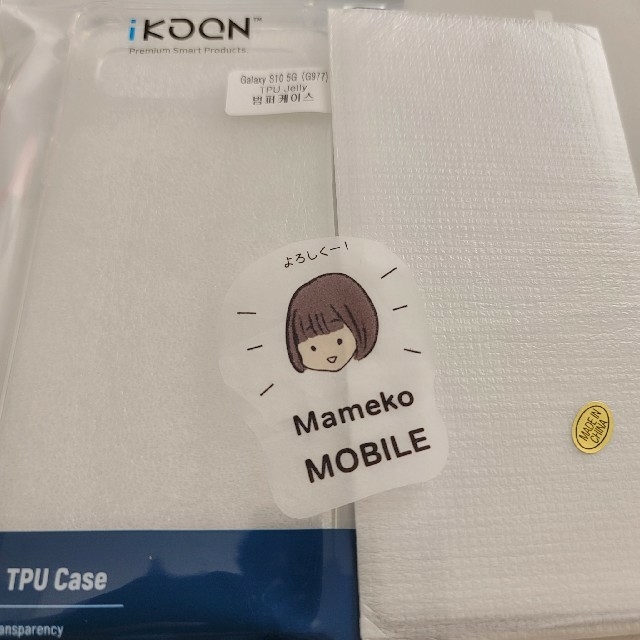 iKOON™
Premium Smart Products.
Galaxy S10 5G (G977)
TPU Jelly
범퍼케이스
よろしくー!
Mameko
MOBILE
MADE IN
CHINA
TPU Case
ansparency